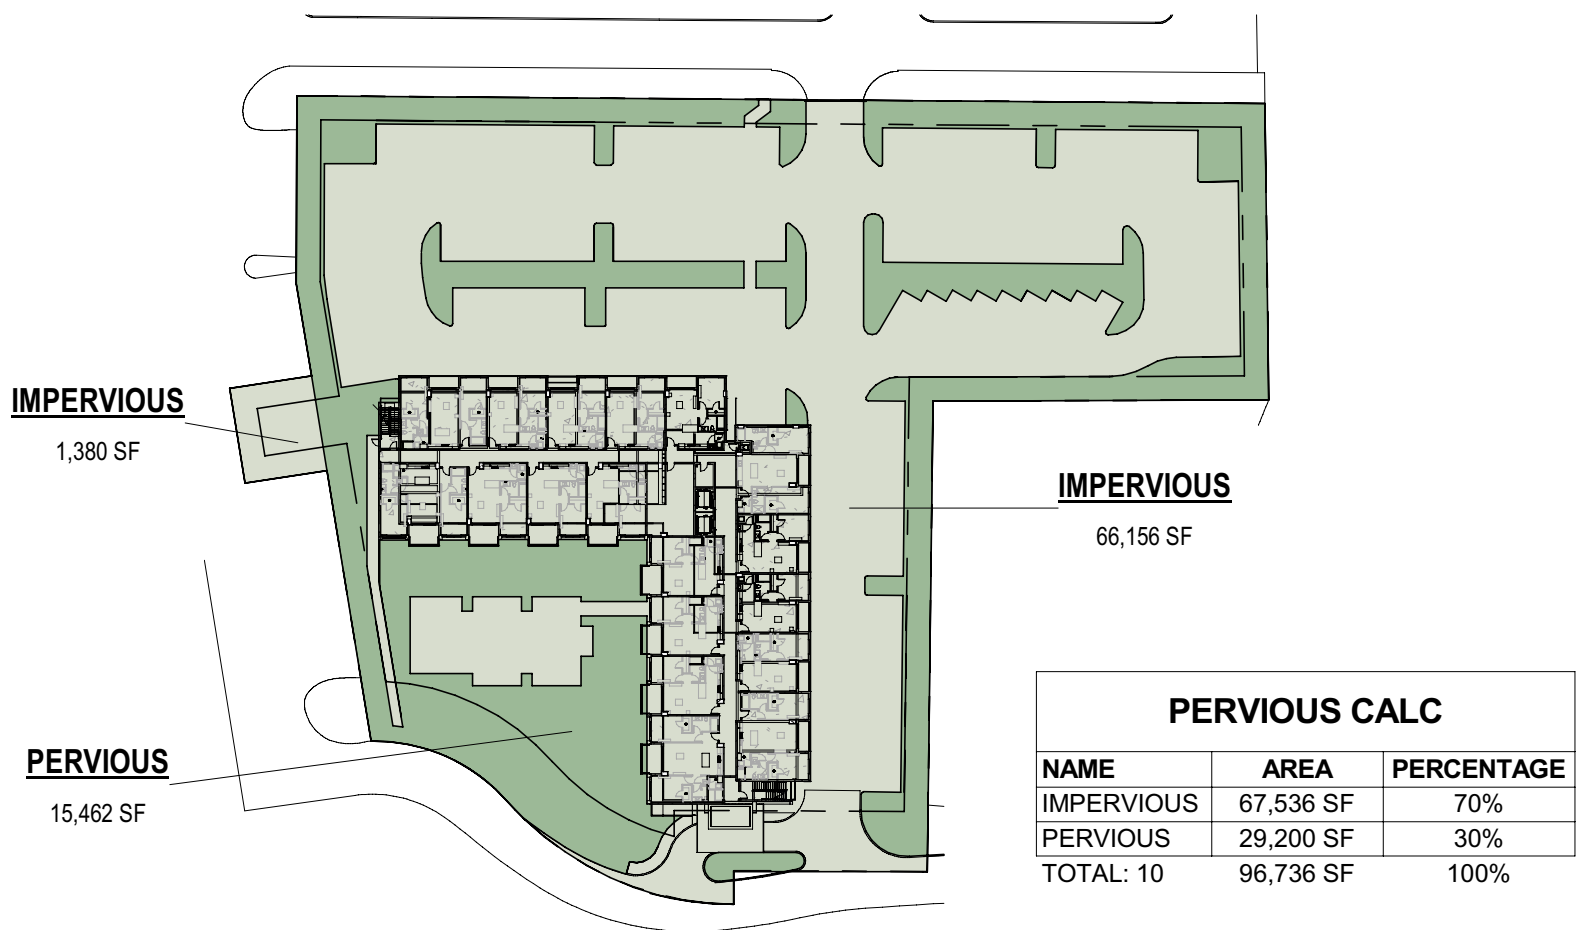 IMPERVIOUS
1,380 SF
IMPERVIOUS
66,156 SF
PERVIOUS
15,462 SF
PERVIOUS CALC
NAME AREA PERCENTAGE
IMPERVIOUS 67,536 SF 70%
PERVIOUS 29,200 SF 30%
TOTAL: 10 96,736 SF 100%